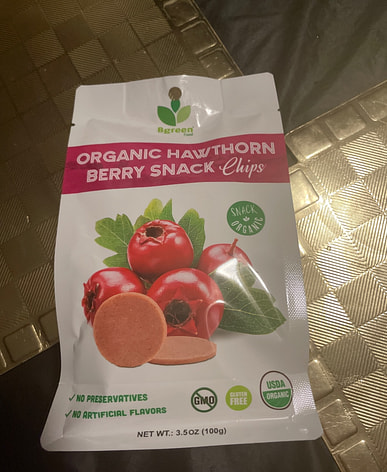 Bgreen
Food
ORGANIC HAWTHORN
BERRY SNACK Chips
SNACK
ORGANIC
✓NO PRESERVATIVES
✓NO ARTIFICIAL FLAVORS
GMO
GLUTEN
FREE
USDA
ORGANIC
NET WT.: 3.5OZ (100g)